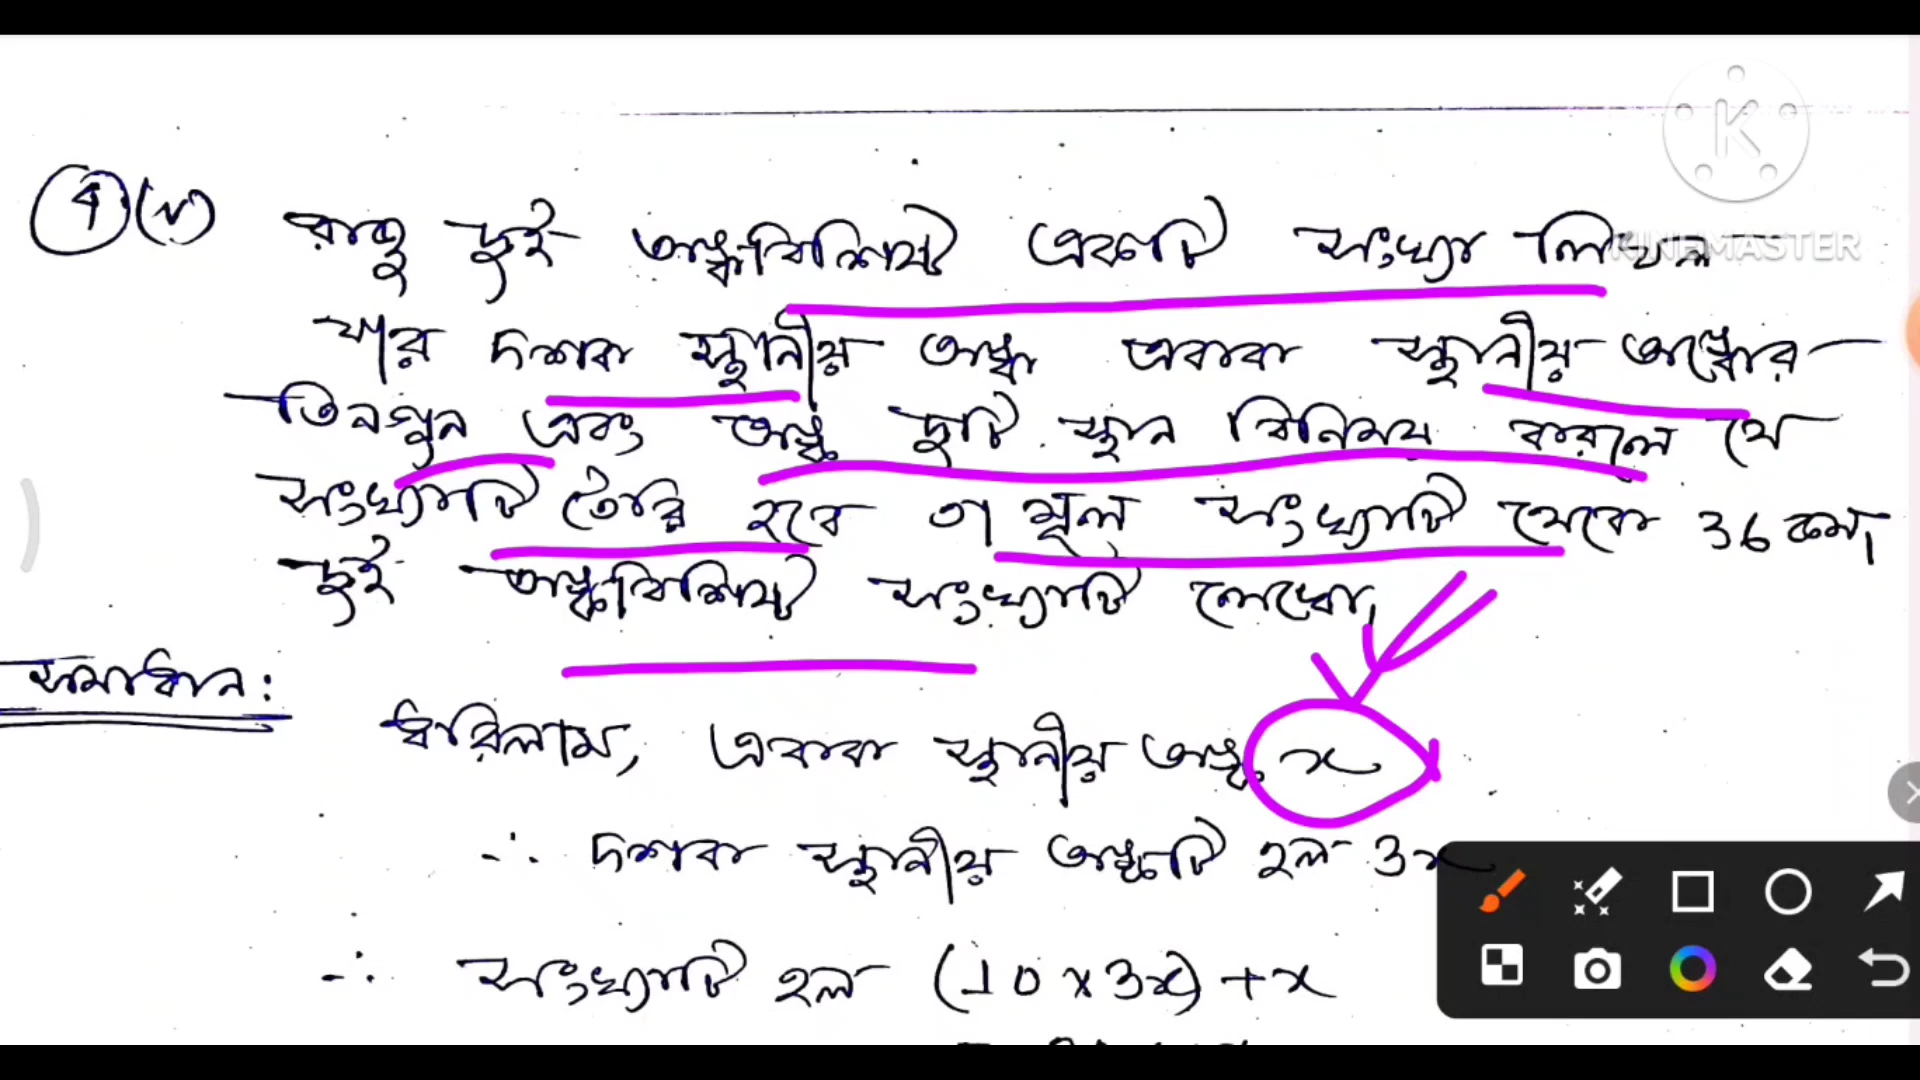 ৭(v) রাজু দুই অঙ্কবিশিষ্ট একটি সংখ্যা লিখল
KINEMASTER
যার দশক স্থানীয় অঙ্ক একক স্থানীয় অঙ্কের
তিনগুন এবং অঙ্ক দুটি স্থান বিনিময় করলে যে
সংখ্যাটি তৈরি হবে তা মূল সংখ্যাটি থেকে 36 কম।
দুই অঙ্কবিশিষ্ট সংখ্যাটি লেখো।
সমাধান:
ধরিলাম, একক স্থানীয় অঙ্ক x
∴ দশক স্থানীয় অঙ্কটি হল 3x
∴ সংখ্যাটি হল (10 x 3x) + x